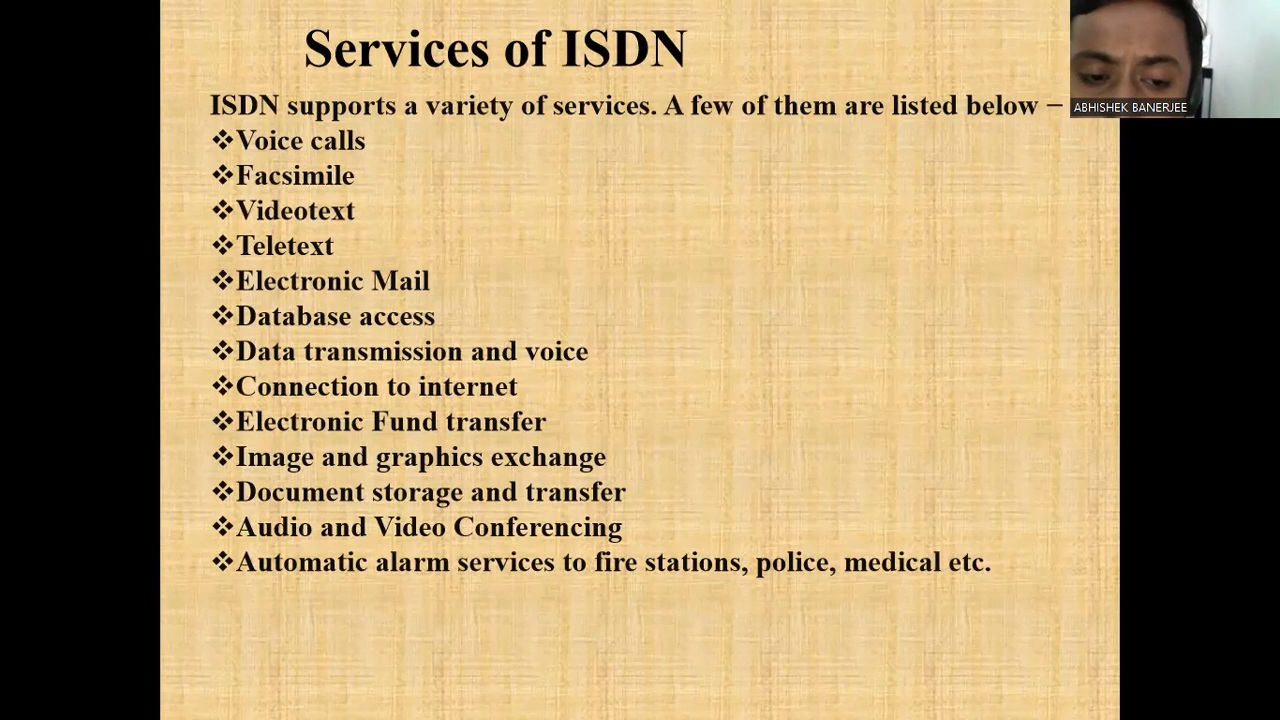 Services of ISDN
ISDN supports a variety of services. A few of them are listed below –
❖Voice calls
❖Facsimile
❖Videotext
❖Teletext
❖Electronic Mail
❖Database access
❖Data transmission and voice
❖Connection to internet
❖Electronic Fund transfer
❖Image and graphics exchange
❖Document storage and transfer
❖Audio and Video Conferencing
❖Automatic alarm services to fire stations, police, medical etc.
ABHISHEK BANERJEE